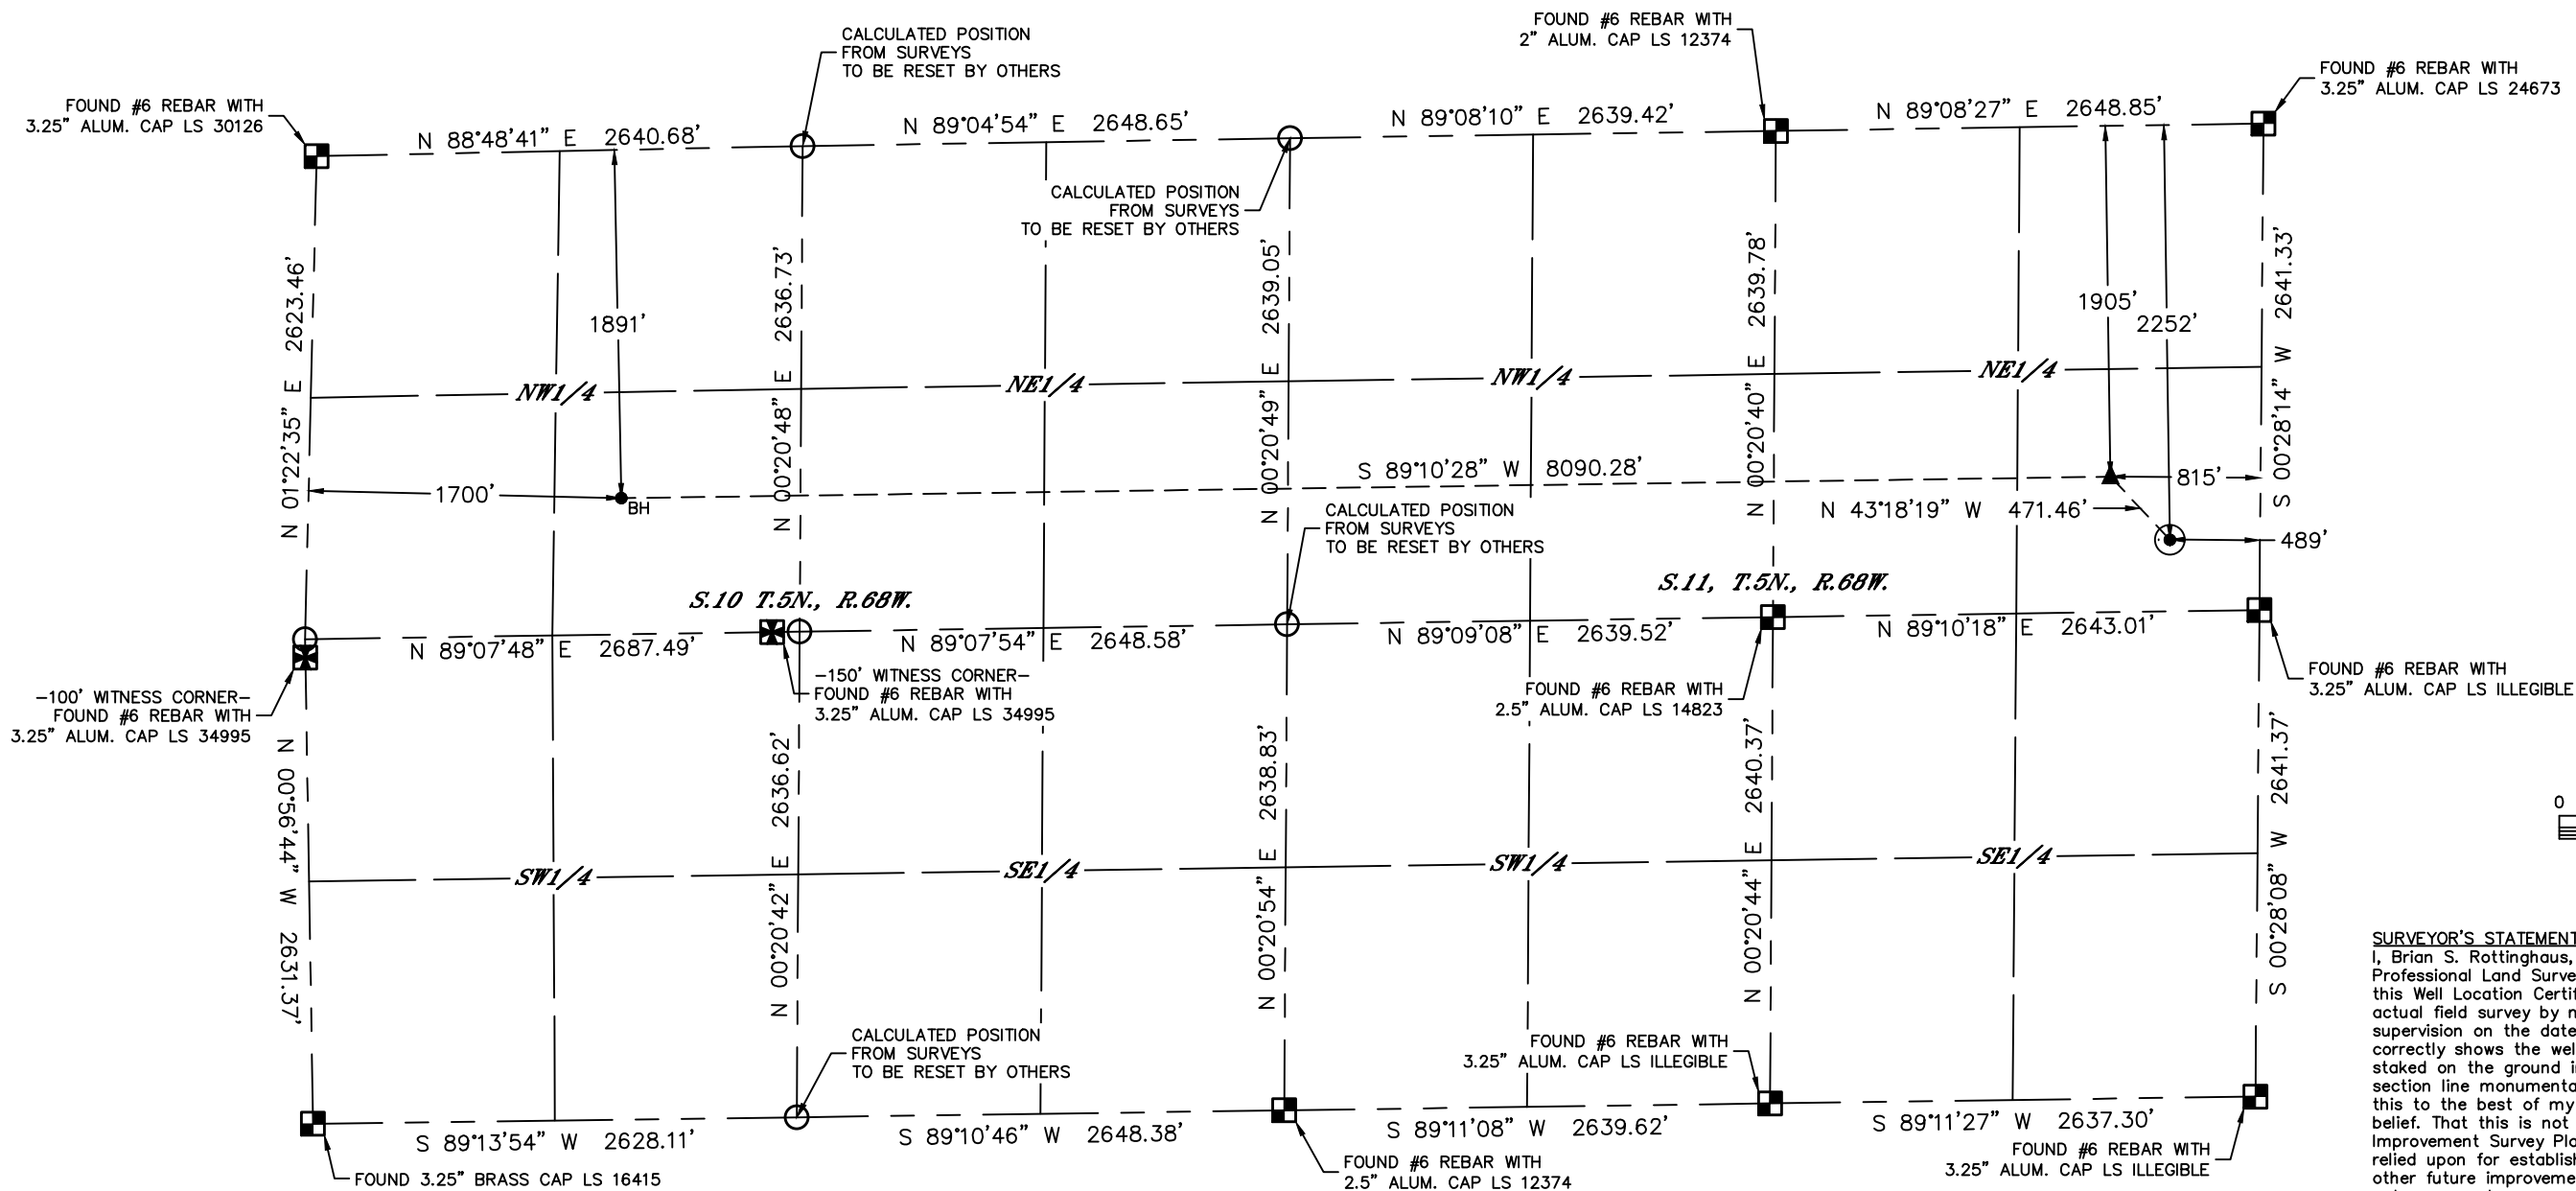 FOUND #6 REBAR WITH
3.25" ALUM. CAP LS 30126
CALCULATED POSITION
FROM SURVEYS
TO BE RESET BY OTHERS
FOUND #6 REBAR WITH
2" ALUM. CAP LS 12374
FOUND #6 REBAR WITH
3.25" ALUM. CAP LS 24673
N 88°48'41" E 2640.68'
N 89°04'54" E 2648.65'
N 89°08'10" E 2639.42'
N 89°08'27" E 2648.85'
CALCULATED POSITION
FROM SURVEYS
TO BE RESET BY OTHERS
N 01°22'35" E 2623.46'
1891'
N 00°20'48" E 2636.73'
N 00°20'49" E 2639.05'
N 00°20'40" E 2639.78'
1905'
2252'
S 00°28'14" W 2641.33'
NW1/4
NE1/4
NW1/4
NE1/4
1700'
BH
S 89°10'28" W 8090.28'
815'
N 43°18'19" W 471.46'
489'
CALCULATED POSITION
FROM SURVEYS
TO BE RESET BY OTHERS
S.10 T.5N., R.68W.
S.11, T.5N., R.68W.
N 89°07'48" E 2687.49'
N 89°07'54" E 2648.58'
N 89°09'08" E 2639.52'
N 89°10'18" E 2643.01'
-100' WITNESS CORNER-
FOUND #6 REBAR WITH
3.25" ALUM. CAP LS 34995
-150' WITNESS CORNER-
FOUND #6 REBAR WITH
3.25" ALUM. CAP LS 34995
FOUND #6 REBAR WITH
2.5" ALUM. CAP LS 14823
FOUND #6 REBAR WITH
3.25" ALUM. CAP LS ILLEGIBLE
N 00°56'44" W 2631.37'
N 00°20'42" E 2636.62'
N 00°20'54" E 2638.83'
N 00°20'44" E 2640.37'
S 00°28'08" W 2641.37'
0
SW1/4
SE1/4
SW1/4
SE1/4
CALCULATED POSITION
FROM SURVEYS
TO BE RESET BY OTHERS
FOUND #6 REBAR WITH
3.25" ALUM. CAP LS ILLEGIBLE
S 89°13'54" W 2628.11'
S 89°10'46" W 2648.38'
S 89°11'08" W 2639.62'
S 89°11'27" W 2637.30'
FOUND 3.25" BRASS CAP LS 16415
FOUND #6 REBAR WITH
2.5" ALUM. CAP LS 12374
FOUND #6 REBAR WITH
3.25" ALUM. CAP LS ILLEGIBLE
SURVEYOR'S STATEMENT
I, Brian S. Rottinghaus,
Professional Land Surve
this Well Location Certif
actual field survey by m
supervision on the date
correctly shows the wel
staked on the ground i
section line monumenta
this to the best of my
belief. That this is not
Improvement Survey Pla
relied upon for establis
other future improveme